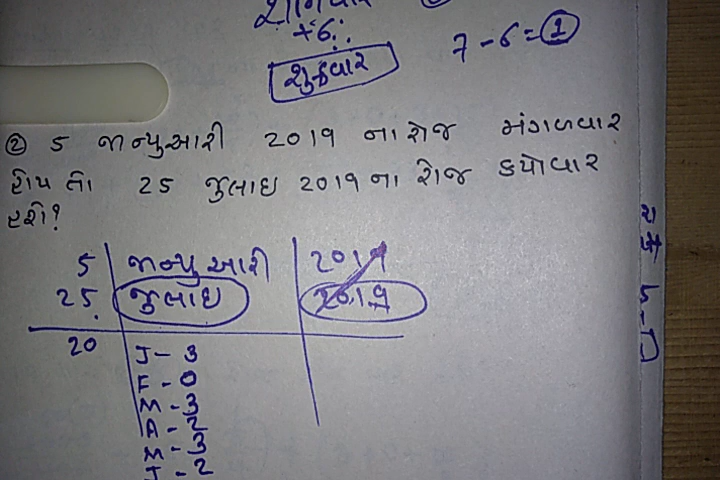 +6
7 - 6 = 1
શુક્રવાર
② 5 જાન્યુઆરી 2019 ના રોજ મંગળવાર
હોય તો 25 જુલાઇ 2019 ના રોજ કયોવાર
હશે?
5 જાન્યુઆરી 2019
25 જુલાઇ 2019
20 J - 3
F - 0
M - 3
A - 2
M - 3
J - 2